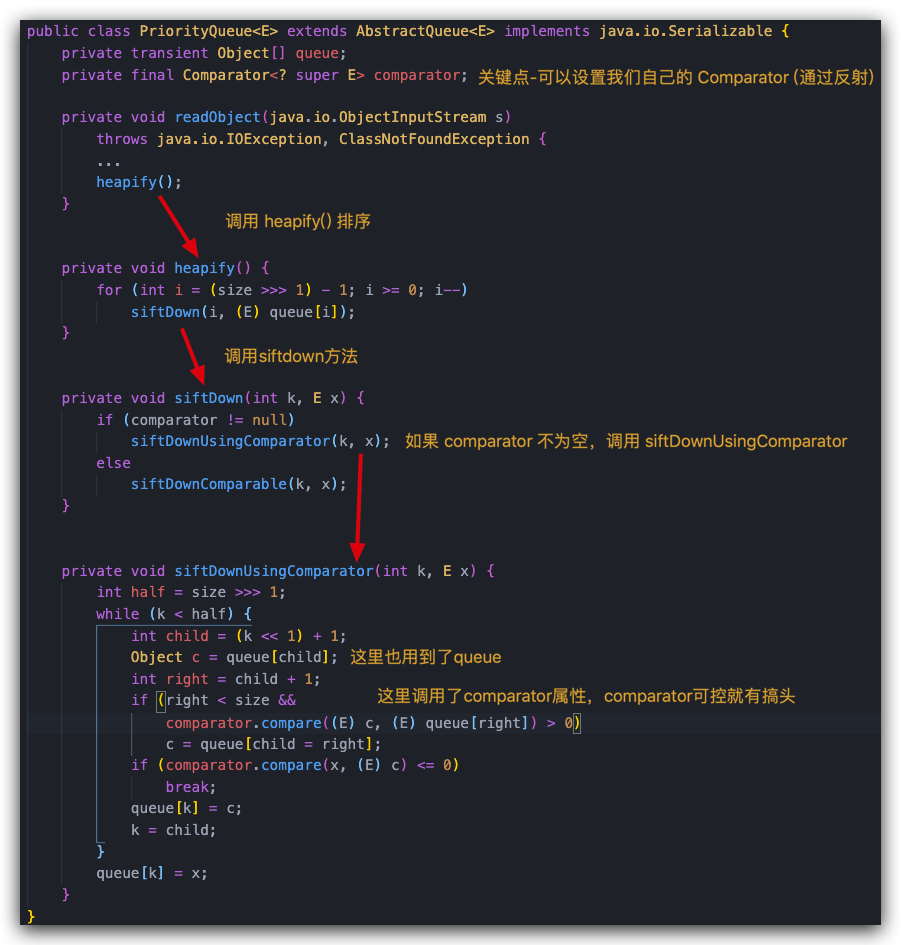 public class PriorityQueue<E> extends AbstractQueue<E> implements java.io.Serializable {
    private transient Object[] queue;
    private final Comparator<? super E> comparator; 关键点-可以设置我们自己的 Comparator (通过反射)
    private void readObject(java.io.ObjectInputStream s)
        throws java.io.IOException, ClassNotFoundException {
        ...
        heapify();
    }
调用 heapify() 排序
    private void heapify() {
        for (int i = (size >>> 1) - 1; i >= 0; i--)
            siftDown(i, (E) queue[i]);
    }
调用siftdown方法
    private void siftDown(int k, E x) {
        if (comparator != null)
            siftDownUsingComparator(k, x); 如果 comparator 不为空，调用 siftDownUsingComparator
        else
            siftDownComparable(k, x);
    }
    private void siftDownUsingComparator(int k, E x) {
        int half = size >>> 1;
        while (k < half) {
            int child = (k << 1) + 1;
            Object c = queue[child]; 这里也用到了queue
            int right = child + 1;
            if (right < size && 这里调用了comparator属性，comparator可控就有搞头
                comparator.compare((E) c, (E) queue[right]) > 0)
                c = queue[child = right];
            if (comparator.compare(x, (E) c) <= 0)
                break;
            queue[k] = c;
            k = child;
        }
        queue[k] = x;
    }
}